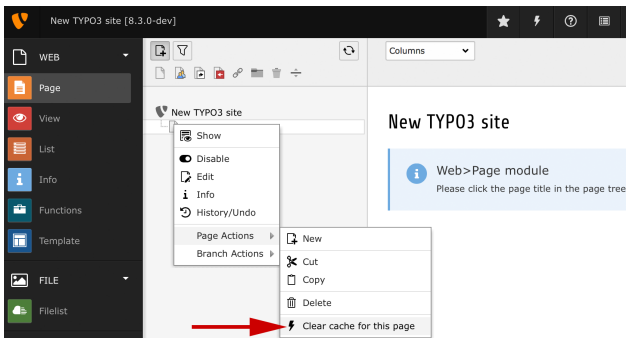 New TYPO3 site [8.3.0-dev]
WEB
Page
View
List
Info
Functions
Template
FILE
Filelist
New TYPO3 site
Show
Disable
Edit
Info
History/Undo
Page Actions
Branch Actions
New
Cut
Copy
Delete
Clear cache for this page
Columns
New TYPO3 site
Web>Page module
Please click the page title in the page tree